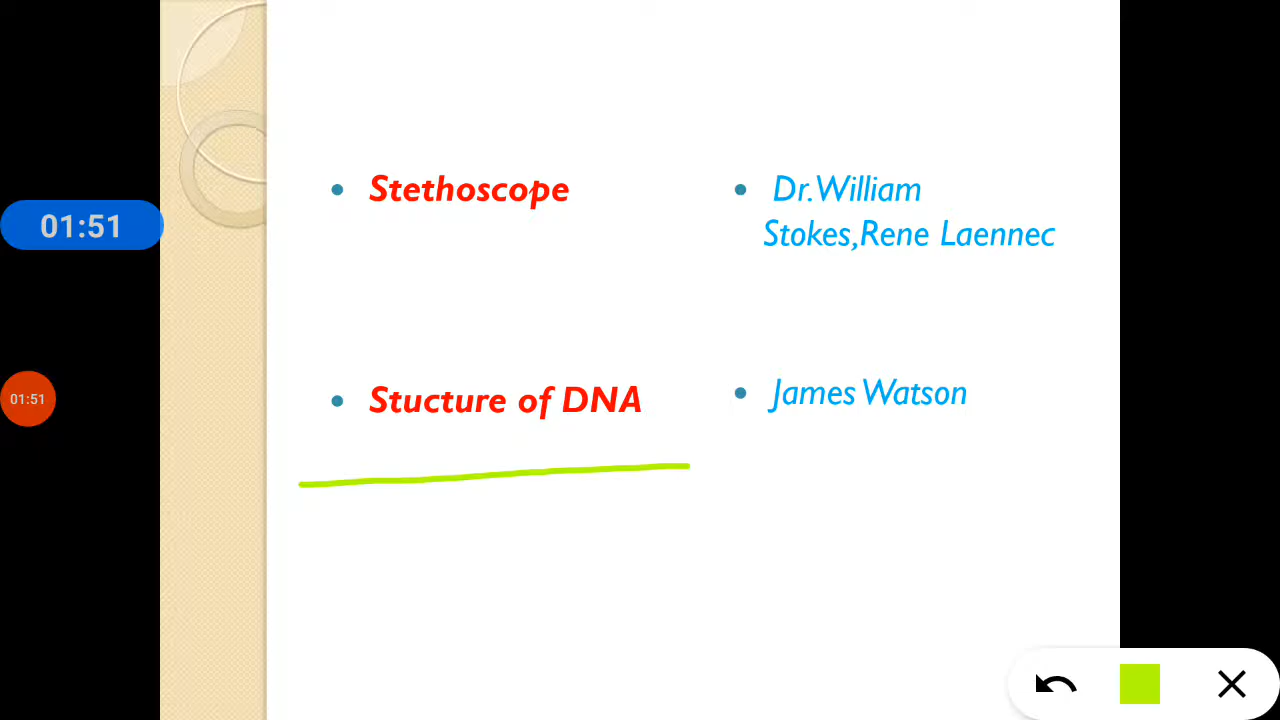 01:51
01:51
Stethoscope
Dr.William
Stokes,Rene Laennec
Stucture of DNA
James Watson